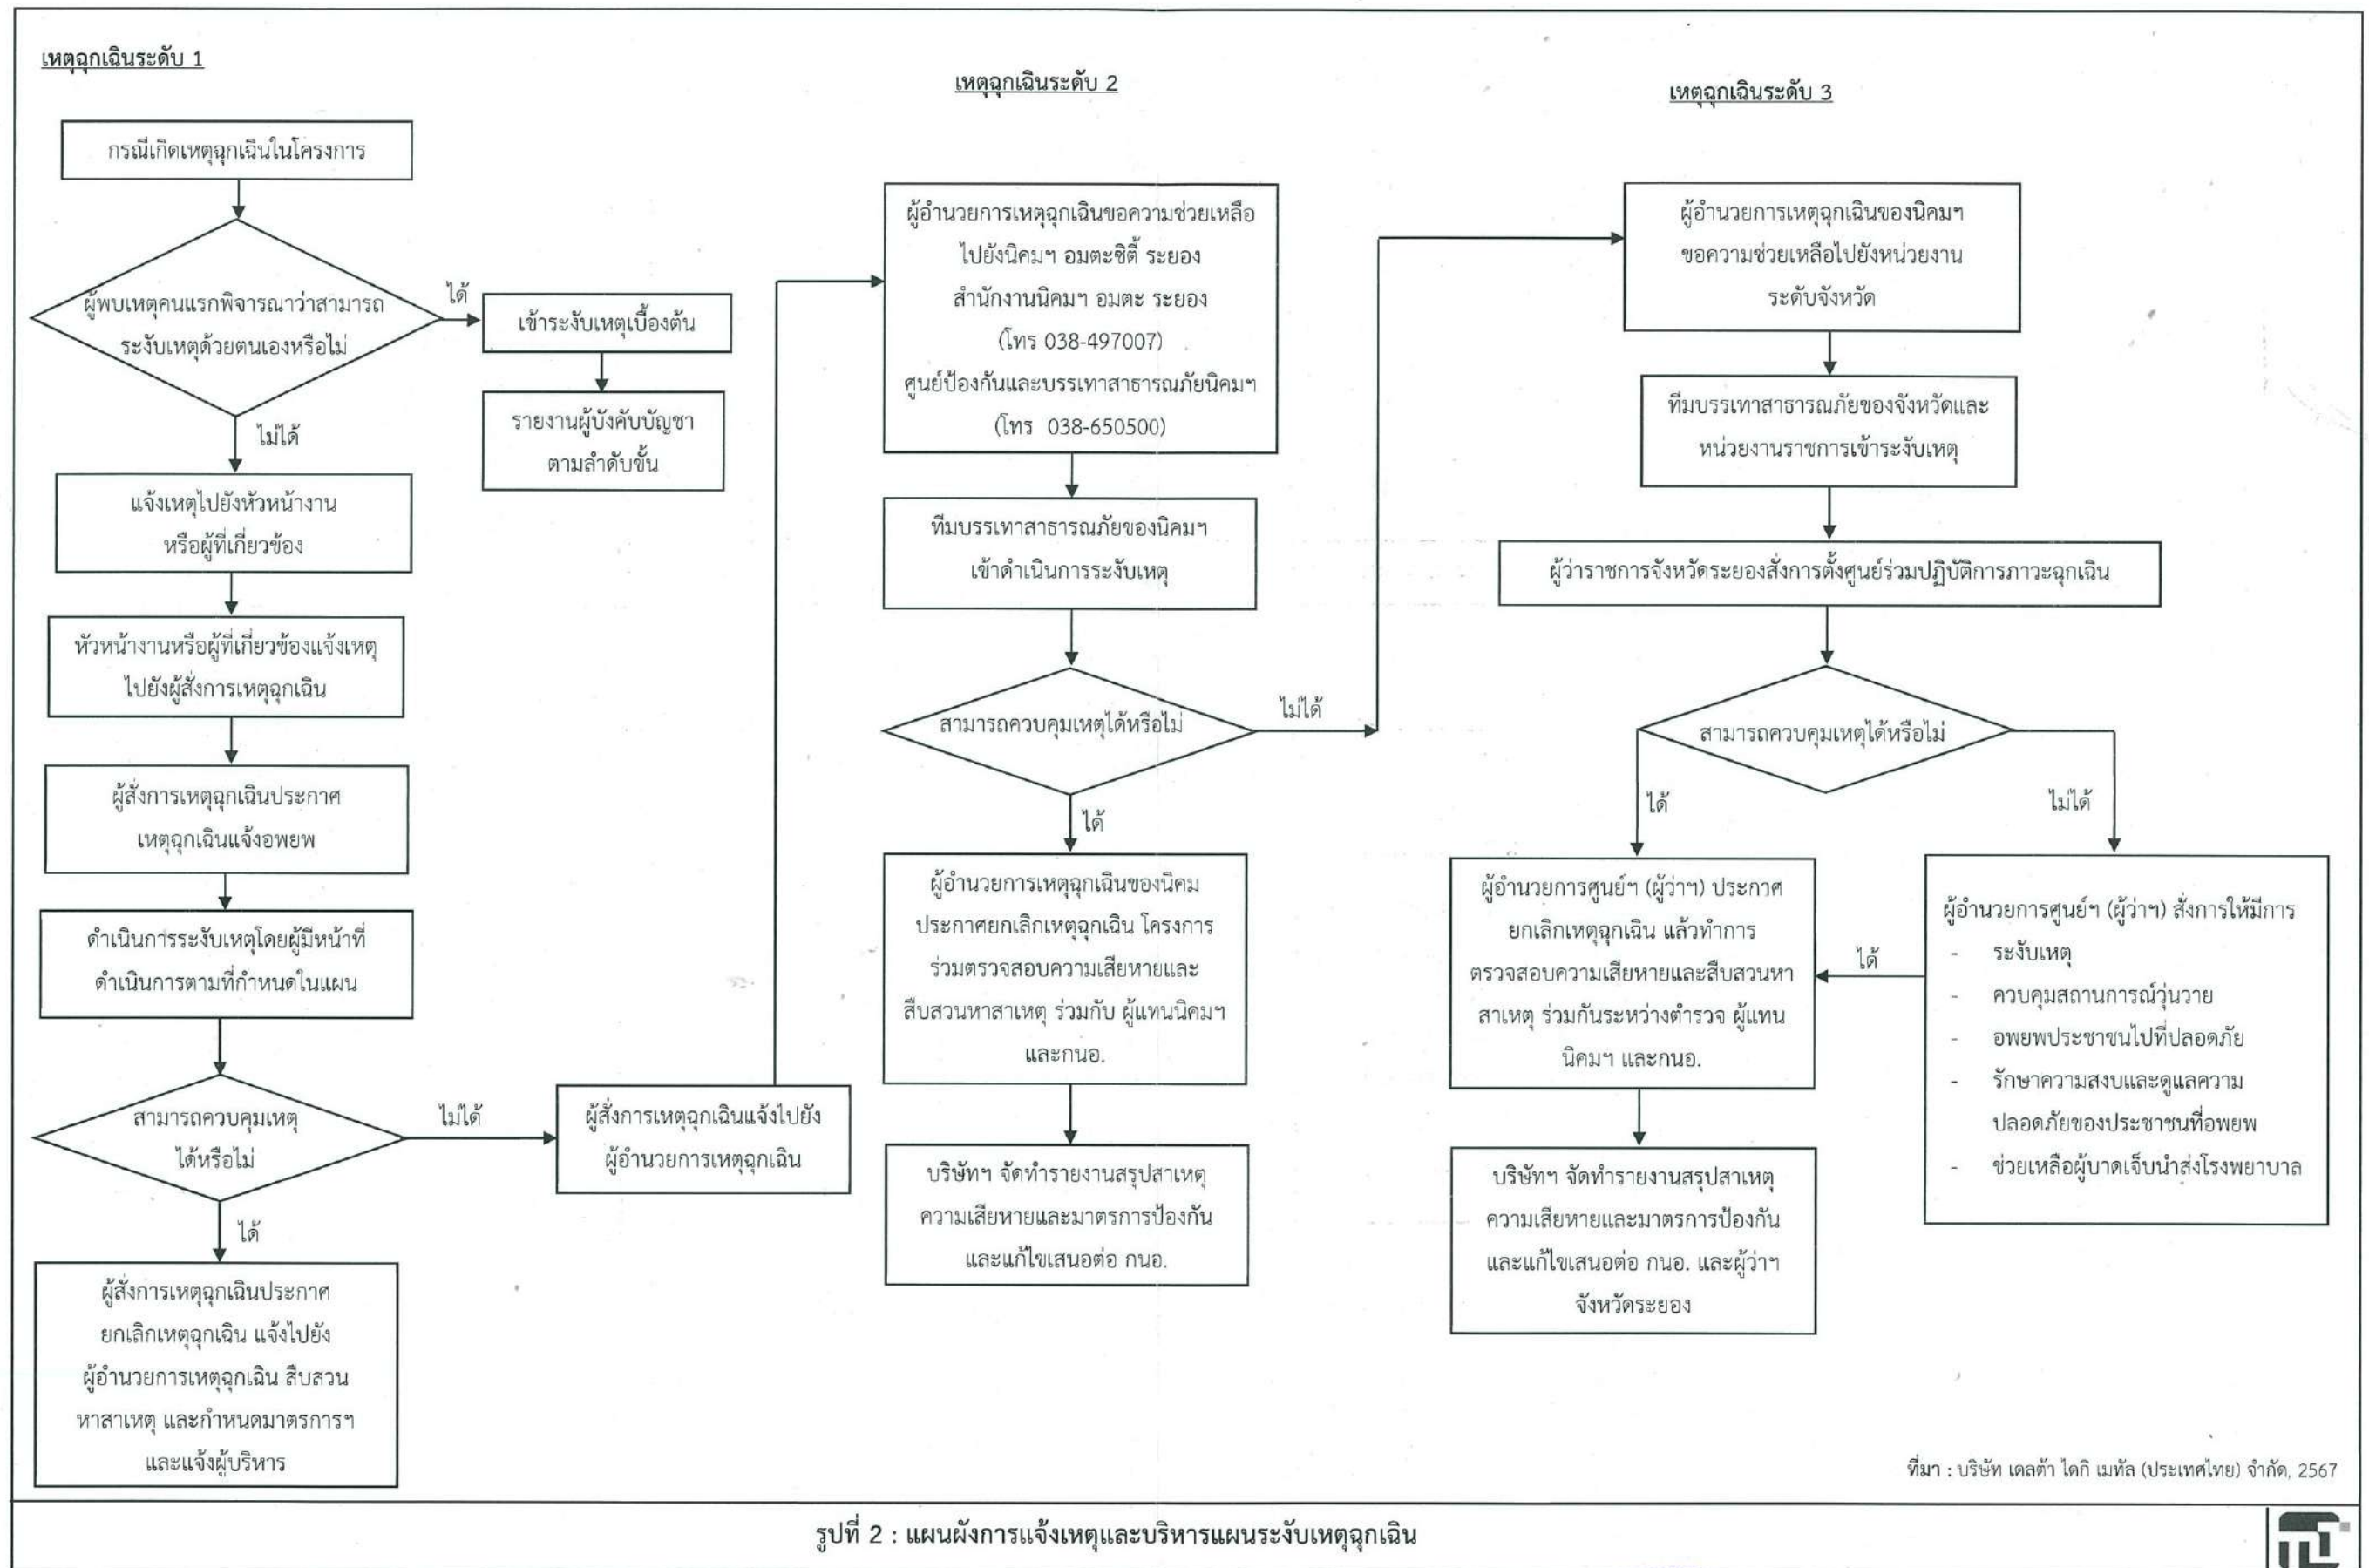 เหตุฉุกเฉินระดับ 1
กรณีเกิดเหตุฉุกเฉินในโครงการ
ผู้พบเหตุคนแรกพิจารณาว่าสามารถ
ระงับเหตุด้วยตนเองหรือไม่
ได้
เข้าระงับเหตุเบื้องต้น
รายงานผู้บังคับบัญชา
ตามลำดับขั้น
ไม่ได้
แจ้งเหตุไปยังหัวหน้างาน
หรือผู้ที่เกี่ยวข้อง
หัวหน้างานหรือผู้ที่เกี่ยวข้องแจ้งเหตุ
ไปยังผู้สั่งการเหตุฉุกเฉิน
ผู้สั่งการเหตุฉุกเฉินประกาศ
เหตุฉุกเฉินแจ้งอพยพ
ดำเนินการระงับเหตุโดยผู้มีหน้าที่
ดำเนินการตามที่กำหนดในแผน
สามารถควบคุมเหตุ
ได้หรือไม่
ไม่ได้
ผู้สั่งการเหตุฉุกเฉินแจ้งไปยัง
ผู้อำนวยการเหตุฉุกเฉิน
ได้
ผู้สั่งการเหตุฉุกเฉินประกาศ
ยกเลิกเหตุฉุกเฉิน แจ้งไปยัง
ผู้อำนวยการเหตุฉุกเฉิน สืบสวน
หาสาเหตุ และกำหนดมาตรการฯ
และแจ้งผู้บริหาร
เหตุฉุกเฉินระดับ 2
ผู้อำนวยการเหตุฉุกเฉินขอความช่วยเหลือ
ไปยังนิคมฯ อมตะซิตี้ ระยอง
สำนักงานนิคมฯ อมตะ ระยอง
(โทร 038-497007)
ศูนย์ป้องกันและบรรเทาสาธารณภัยนิคมฯ
(โทร 038-650500)
ทีมบรรเทาสาธารณภัยของนิคมฯ
เข้าดำเนินการระงับเหตุ
สามารถควบคุมเหตุได้หรือไม่
ไม่ได้
ได้
ผู้อำนวยการเหตุฉุกเฉินของนิคม
ประกาศยกเลิกเหตุฉุกเฉิน โครงการ
ร่วมตรวจสอบความเสียหายและ
สืบสวนหาสาเหตุ ร่วมกับ ผู้แทนนิคมฯ
และกนอ.
บริษัทฯ จัดทำรายงานสรุปสาเหตุ
ความเสียหายและมาตรการป้องกัน
และแก้ไขเสนอต่อ กนอ.
เหตุฉุกเฉินระดับ 3
ผู้อำนวยการเหตุฉุกเฉินของนิคมฯ
ขอความช่วยเหลือไปยังหน่วยงาน
ระดับจังหวัด
ทีมบรรเทาสาธารณภัยของจังหวัดและ
หน่วยงานราชการเข้าระงับเหตุ
ผู้ว่าราชการจังหวัดระยองสั่งการตั้งศูนย์ร่วมปฏิบัติการภาวะฉุกเฉิน
สามารถควบคุมเหตุได้หรือไม่
ได้
ไม่ได้
ผู้อำนวยการศูนย์ฯ (ผู้ว่าฯ) ประกาศ
ยกเลิกเหตุฉุกเฉิน แล้วทำการ
ตรวจสอบความเสียหายและสืบสวนหา
สาเหตุ ร่วมกันระหว่างตำรวจ ผู้แทน
นิคมฯ และกนอ.
ได้
ผู้อำนวยการศูนย์ฯ (ผู้ว่าฯ) สั่งการให้มีการ
- ระงับเหตุ
- ควบคุมสถานการณ์วุ่นวาย
- อพยพประชาชนไปที่ปลอดภัย
- รักษาความสงบและดูแลความ
ปลอดภัยของประชาชนที่อพยพ
- ช่วยเหลือผู้บาดเจ็บนำส่งโรงพยาบาล
บริษัทฯ จัดทำรายงานสรุปสาเหตุ
ความเสียหายและมาตรการป้องกัน
และแก้ไขเสนอต่อ กนอ. และผู้ว่าฯ
จังหวัดระยอง
ที่มา : บริษัท เดลต้า ไดกิ เมทัล (ประเทศไทย) จำกัด, 2567
รูปที่ 2 : แผนผังการแจ้งเหตุและบริหารแผนระงับเหตุฉุกเฉิน